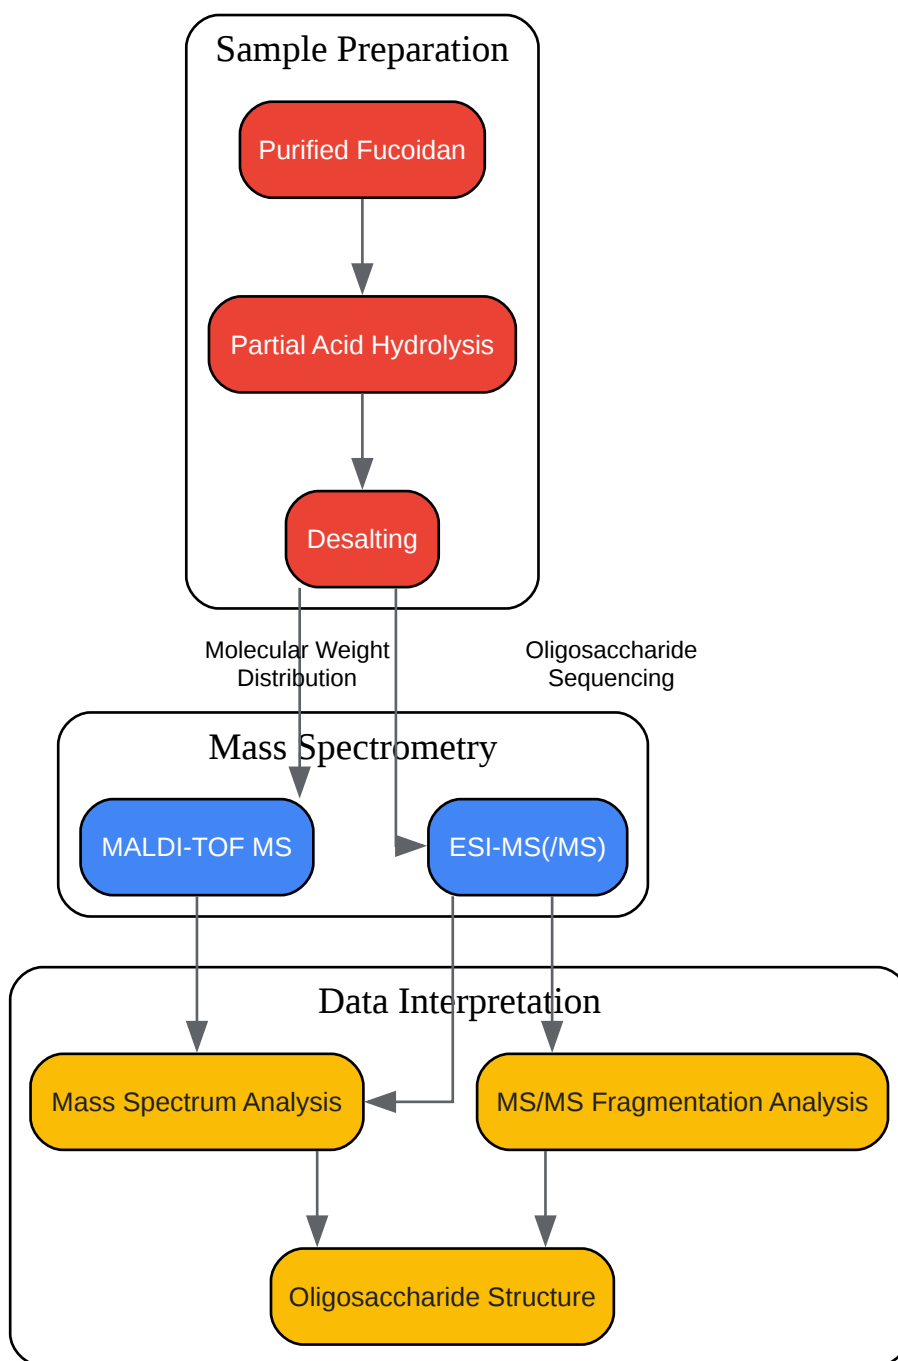 Sample Preparation
Purified Fucoidan
Partial Acid Hydrolysis
Desalting
Molecular Weight
Distribution
Oligosaccharide
Sequencing
Mass Spectrometry
MALDI-TOF MS
ESI-MS(/MS)
Data Interpretation
Mass Spectrum Analysis
MS/MS Fragmentation Analysis
Oligosaccharide Structure